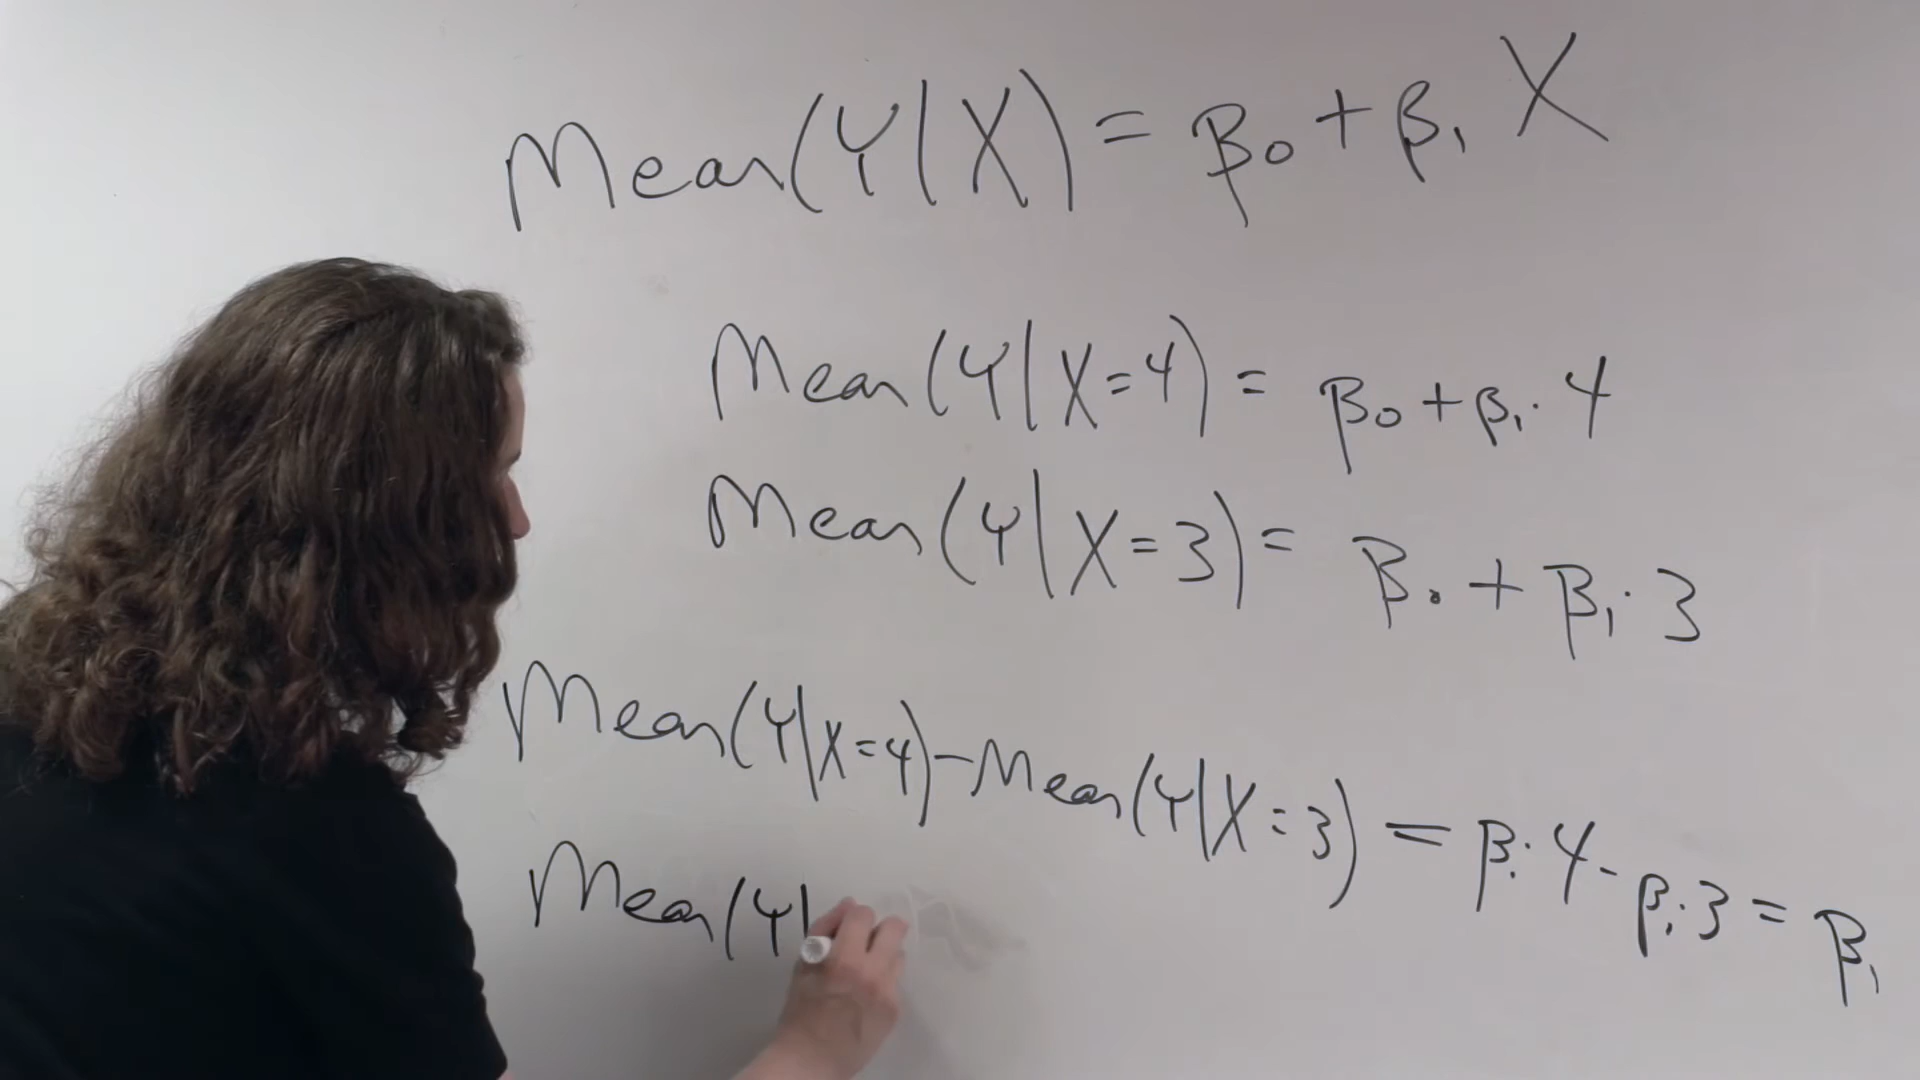 Mean(Y|X) = β₀ + β₁ X
Mean(Y|X=4) = β₀ + β₁· 4
Mean(Y|X=3) = β₀ + β₁· 3
Mean(Y|X=4) - Mean(Y|X=3) = β₁· 4 - β₁· 3 = β₁
Mean(Y|